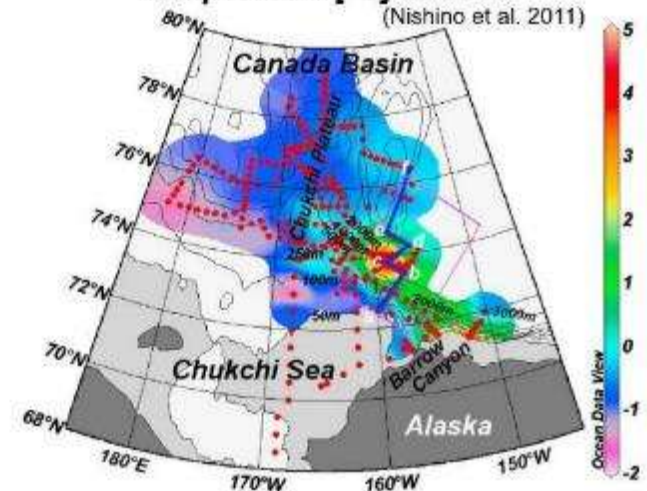 (Nishino et al. 2011)
80°N
Canada Basin
78°N
Chukchi Plateau
76°N
74°N
250m
100m
72°N
50m
2000m
3000m
Chukchi Sea
Barrow
Canyon
70°N
Alaska
68°N
180°E
170°W
160°W
150°W
5
4
3
2
1
0
-1
-2
Ocean Data View